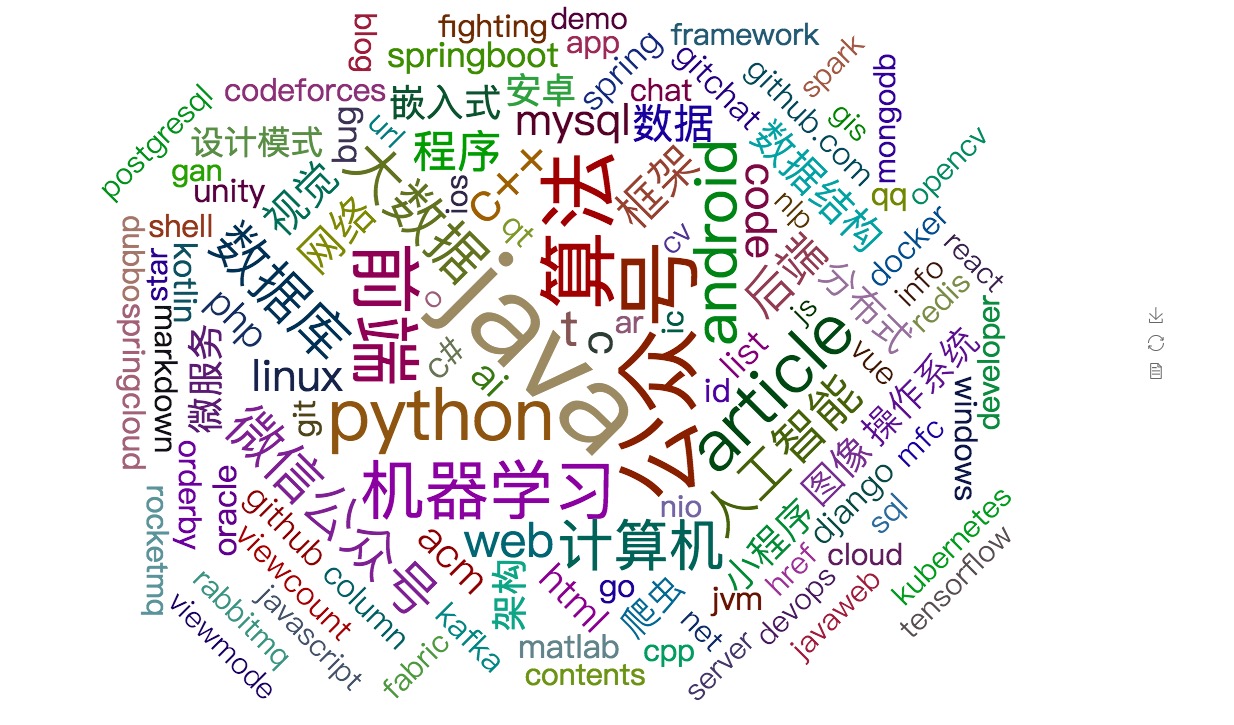 blog
fighting
demo
app
framework
springboot
spring
gitchat
github.com
spark
mongodb
codeforces
嵌入式
安卓
chat
gis
postgresql
设计模式
bug
url
程序
mysql
数据
数据结构
opencv
gan
unity
视觉
大数据
ios
c++
算法
框架
android
code
nlp
qq
docker
shell
网络
qt
cv
后端
分布式
info
react
dubbospringcloud
star
kotlin
数据库
前端
java
公众号
redis
php
o
t
c
ar
ic
js
developer
markdown
微服务
linux
c#
ai
list
article
vue
id
操作系统
windows
git
python
人工智能
图像
mfc
微信公众号
机器学习
nio
django
sql
orderby
oracle
rocketmq
github
viewcount
acm
web
计算机
小程序
href
cloud
kubernetes
tensorflow
rabbitmq
javascript
column
架构
html
go
爬虫
jvm
devops
javaweb
viewmode
kafka
fabric
matlab
net
cpp
server
contents